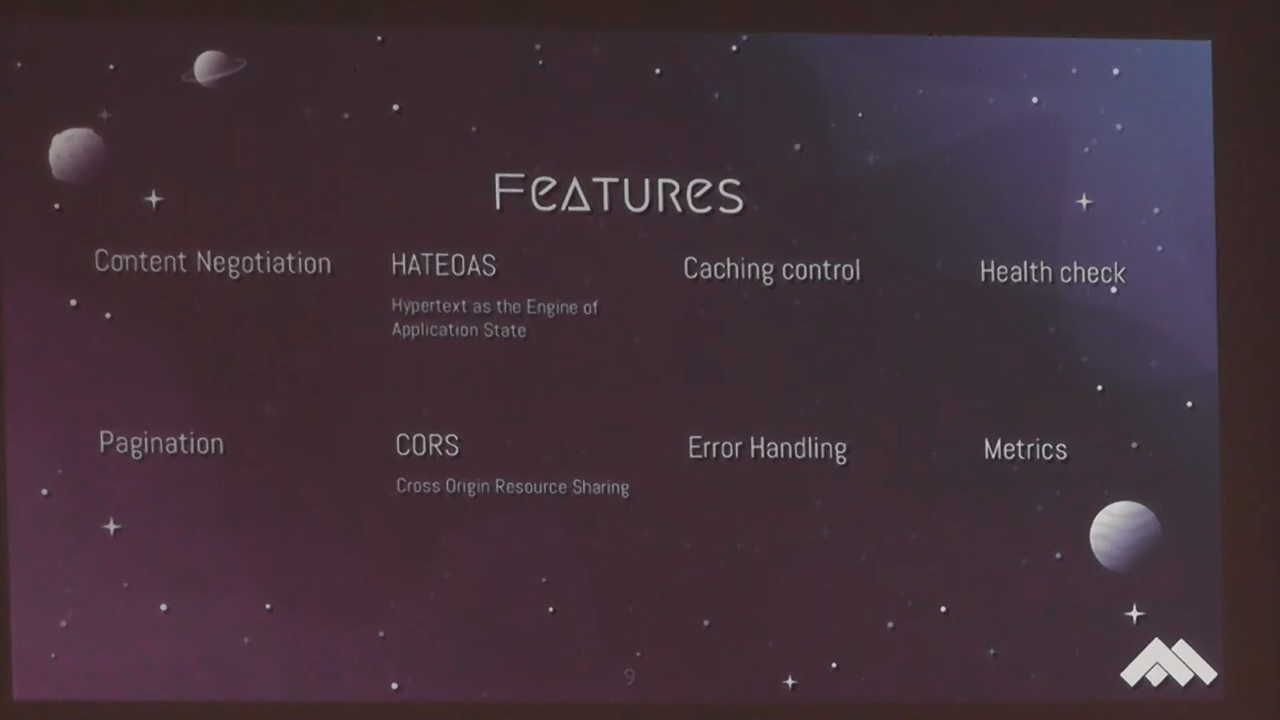 FEATURES
Content Negotiation
HATEOAS
Hypertext as the Engine of
Application State
Caching control
Health check
Pagination
CORS
Cross Origin Resource Sharing
Error Handling
Metrics
9